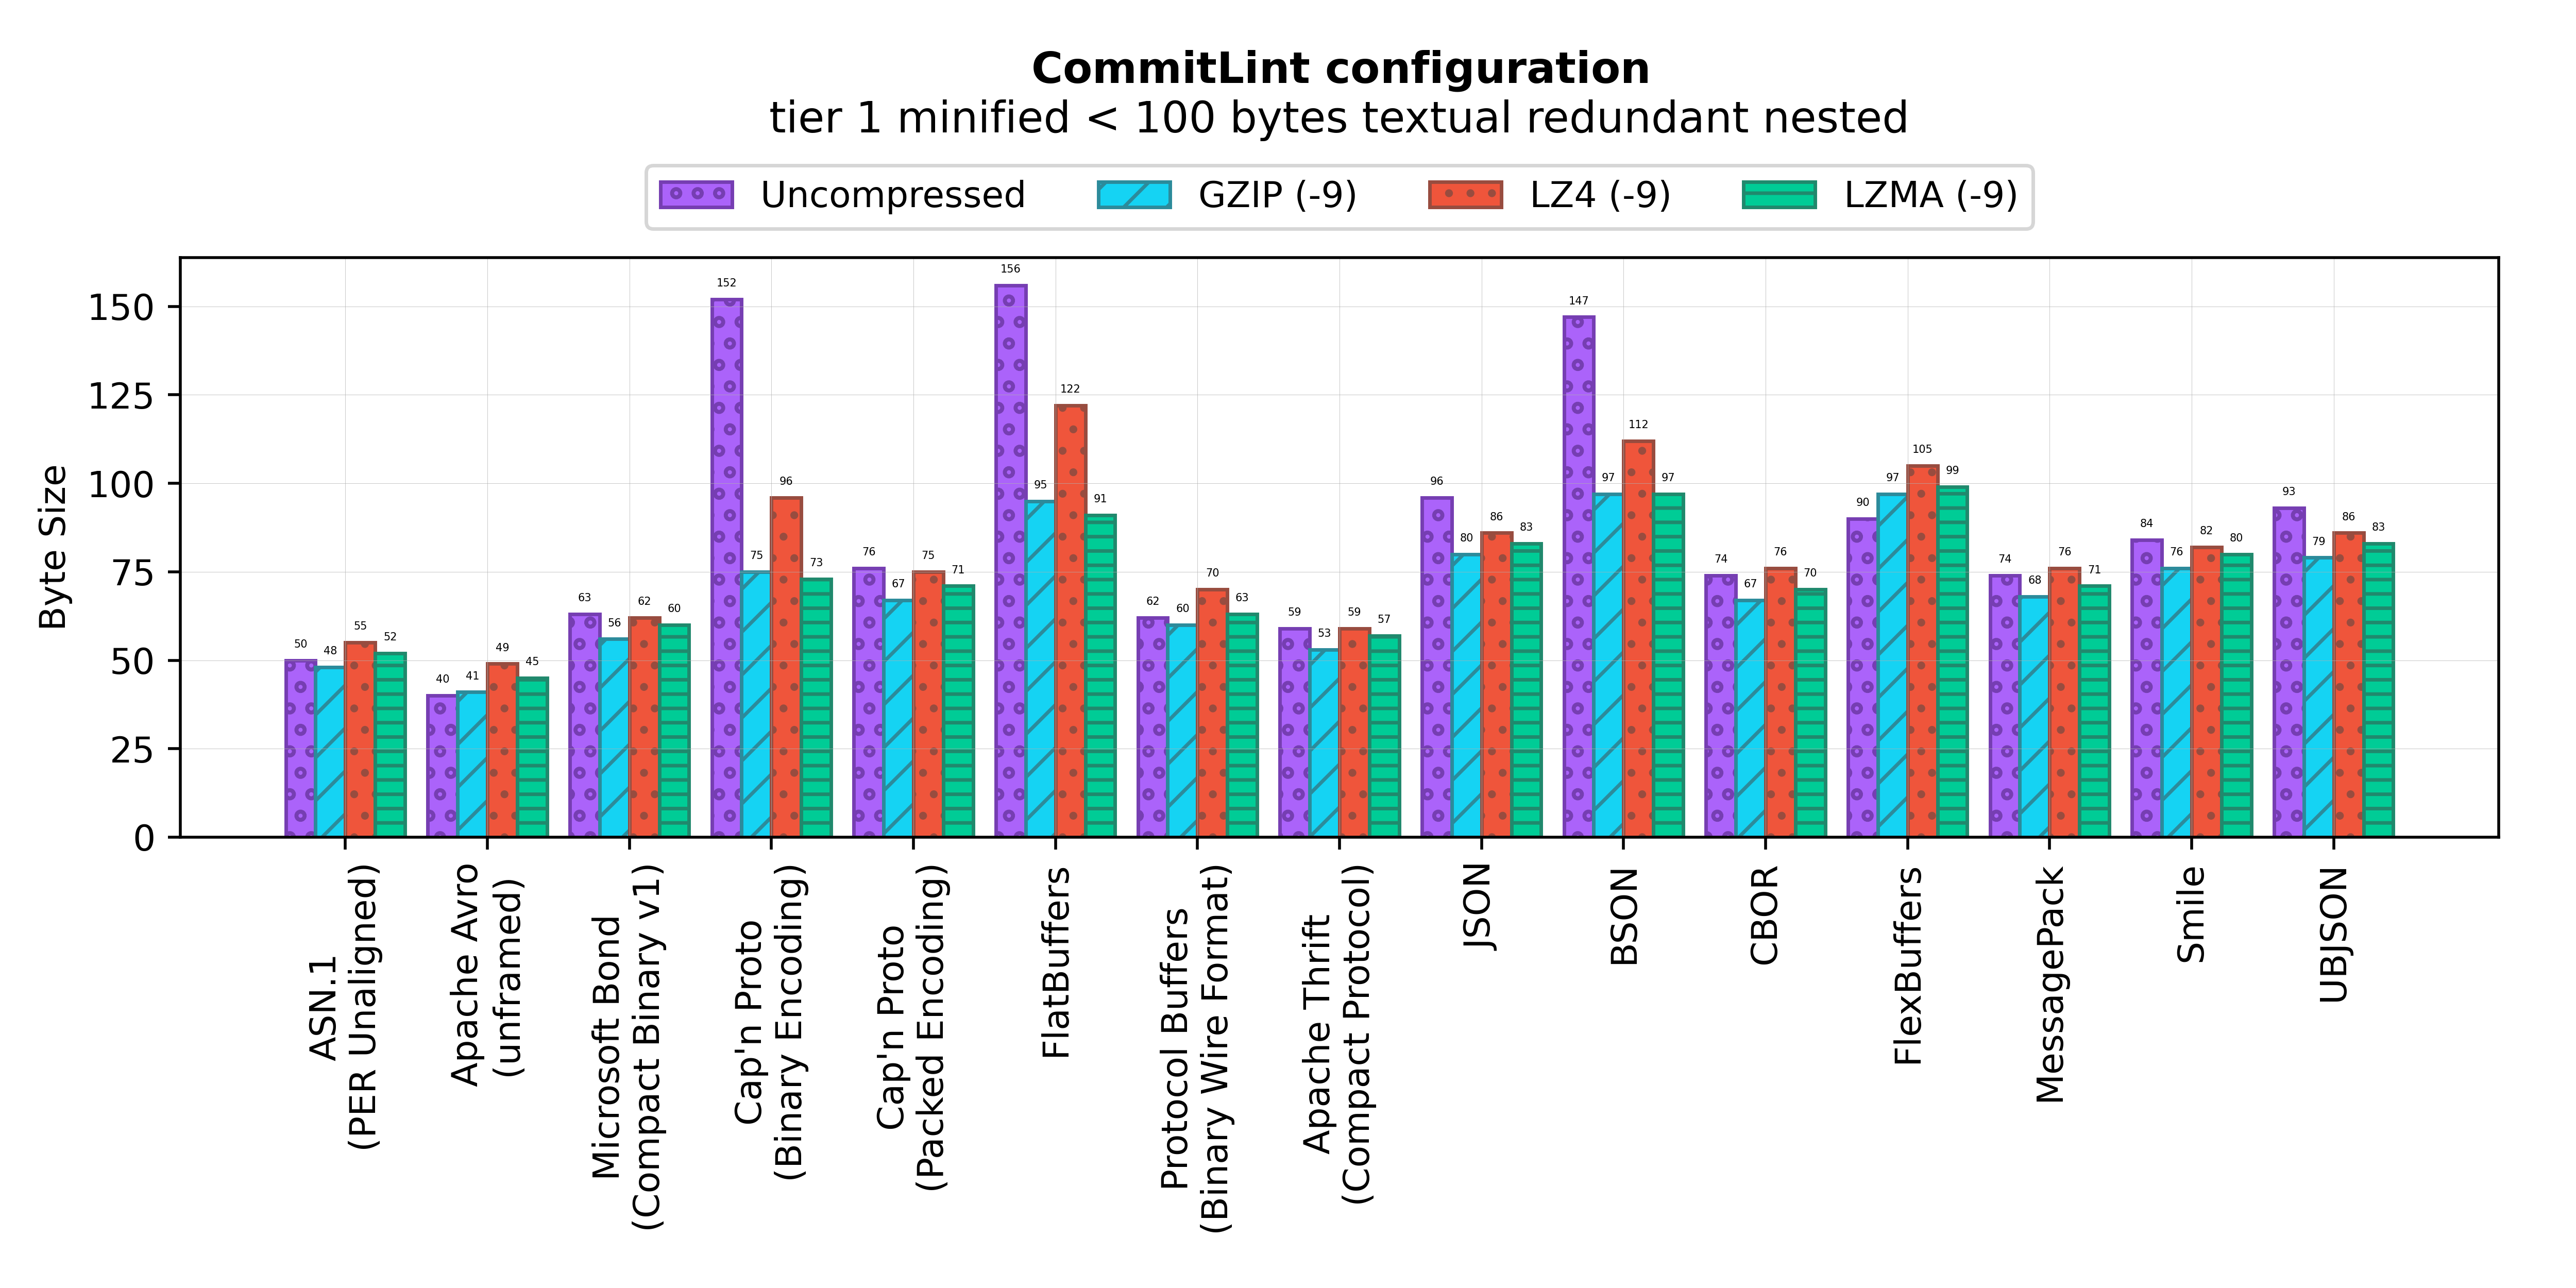 CommitLint configuration
tier 1 minified < 100 bytes textual redundant nested
Uncompressed
GZIP (-9)
LZ4 (-9)
LZMA (-9)
Byte Size
150
125
100
75
50
25
0
50
48
55
52
40
41
49
45
63
56
62
60
152
75
96
73
76
67
75
71
156
95
122
91
62
60
70
63
59
53
59
57
96
80
86
83
147
97
112
97
74
67
76
70
90
97
105
99
74
68
76
71
84
76
82
80
93
79
86
83
ASN.1
(PER Unaligned)
Apache Avro
(unframed)
Microsoft Bond
(Compact Binary v1)
Cap'n Proto
(Binary Encoding)
Cap'n Proto
(Packed Encoding)
FlatBuffers
Protocol Buffers
(Binary Wire Format)
Apache Thrift
(Compact Protocol)
JSON
BSON
CBOR
FlexBuffers
MessagePack
Smile
UBJSON